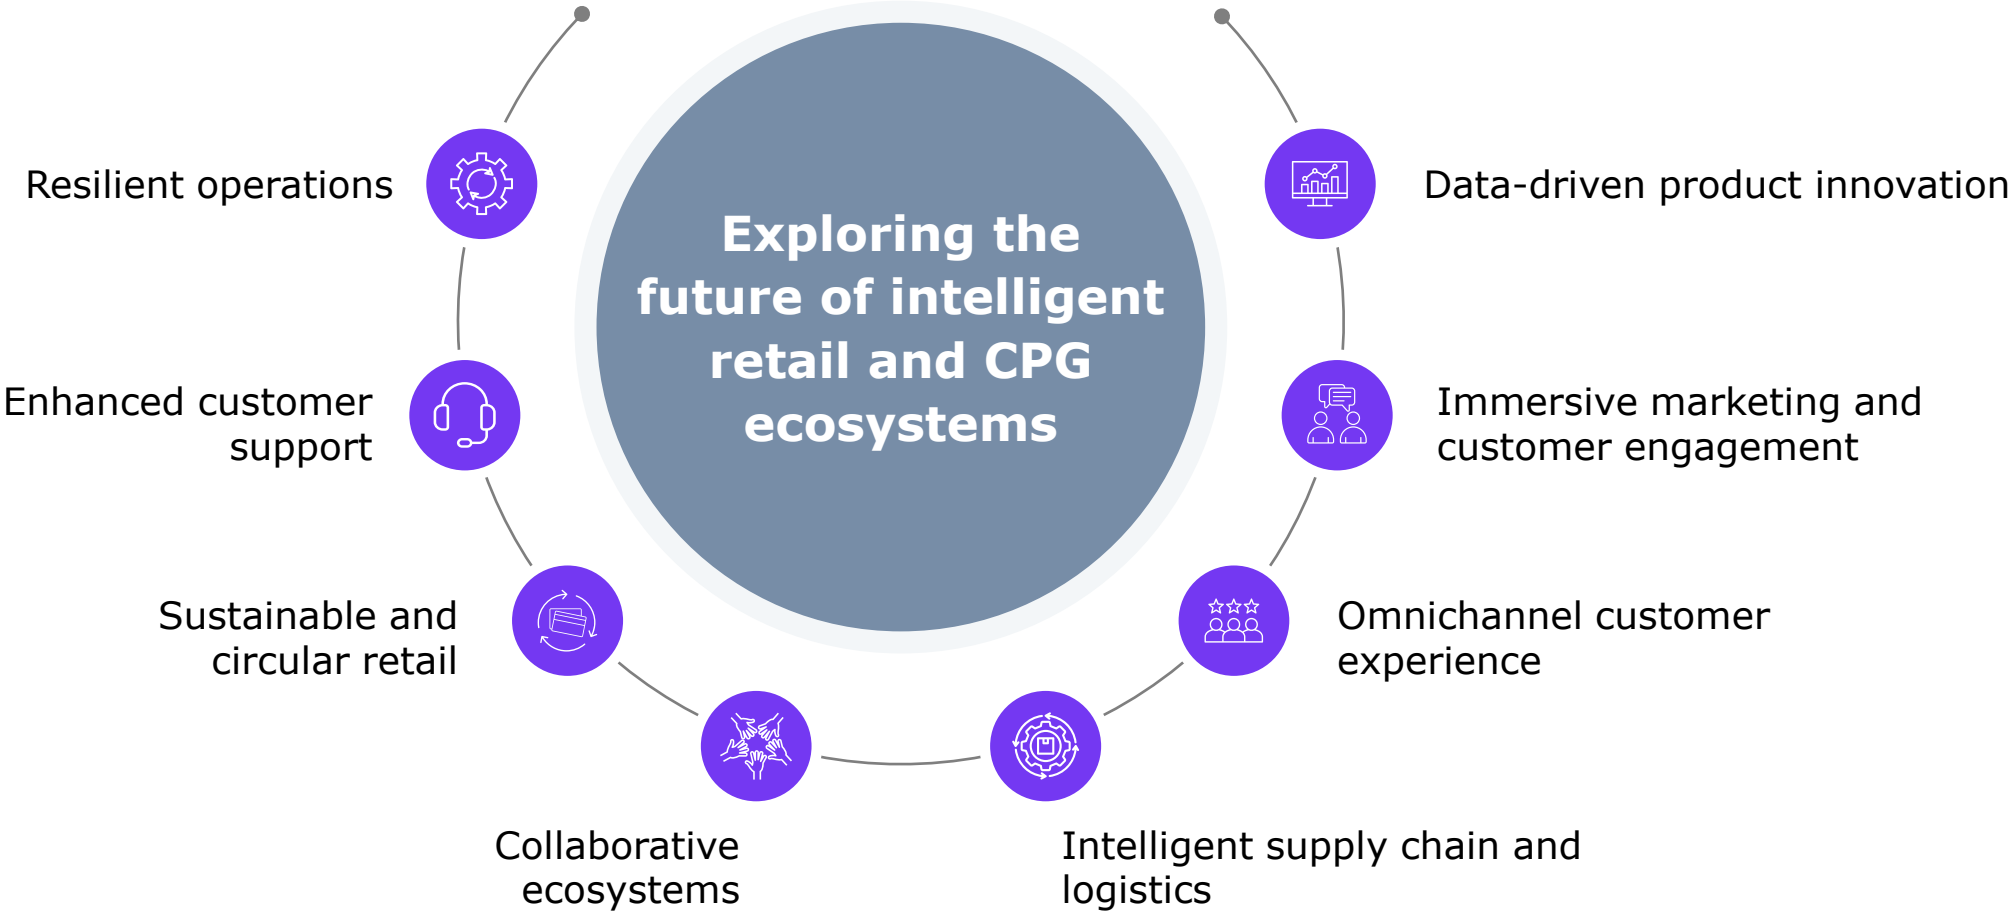 Exploring the
future of intelligent
retail and CPG
ecosystems
Resilient operations
Enhanced customer
support
Sustainable and
circular retail
Collaborative
ecosystems
Intelligent supply chain and
logistics
Omnichannel customer
experience
Immersive marketing and
customer engagement
Data-driven product innovation